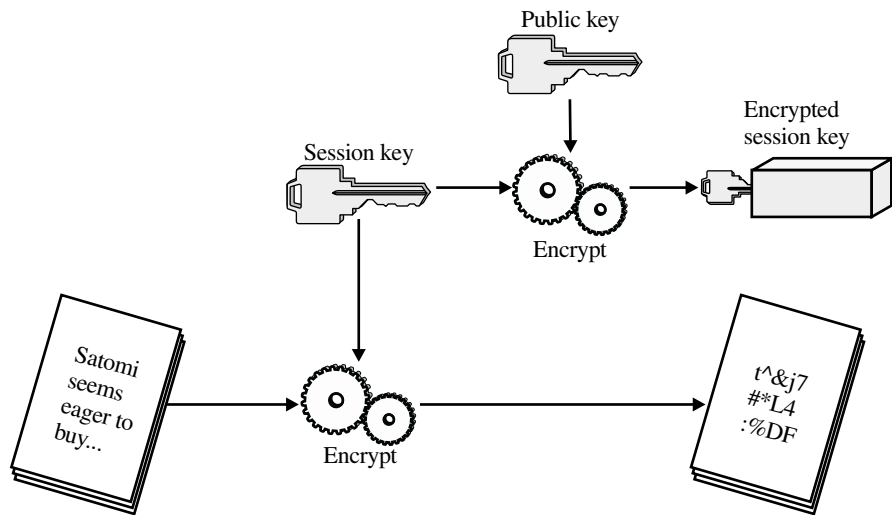 Public key
Encrypted
session key
Session key
Encrypt
Satomi
seems
eager to
buy...
t^&j7
#*L4
:%DF
Encrypt